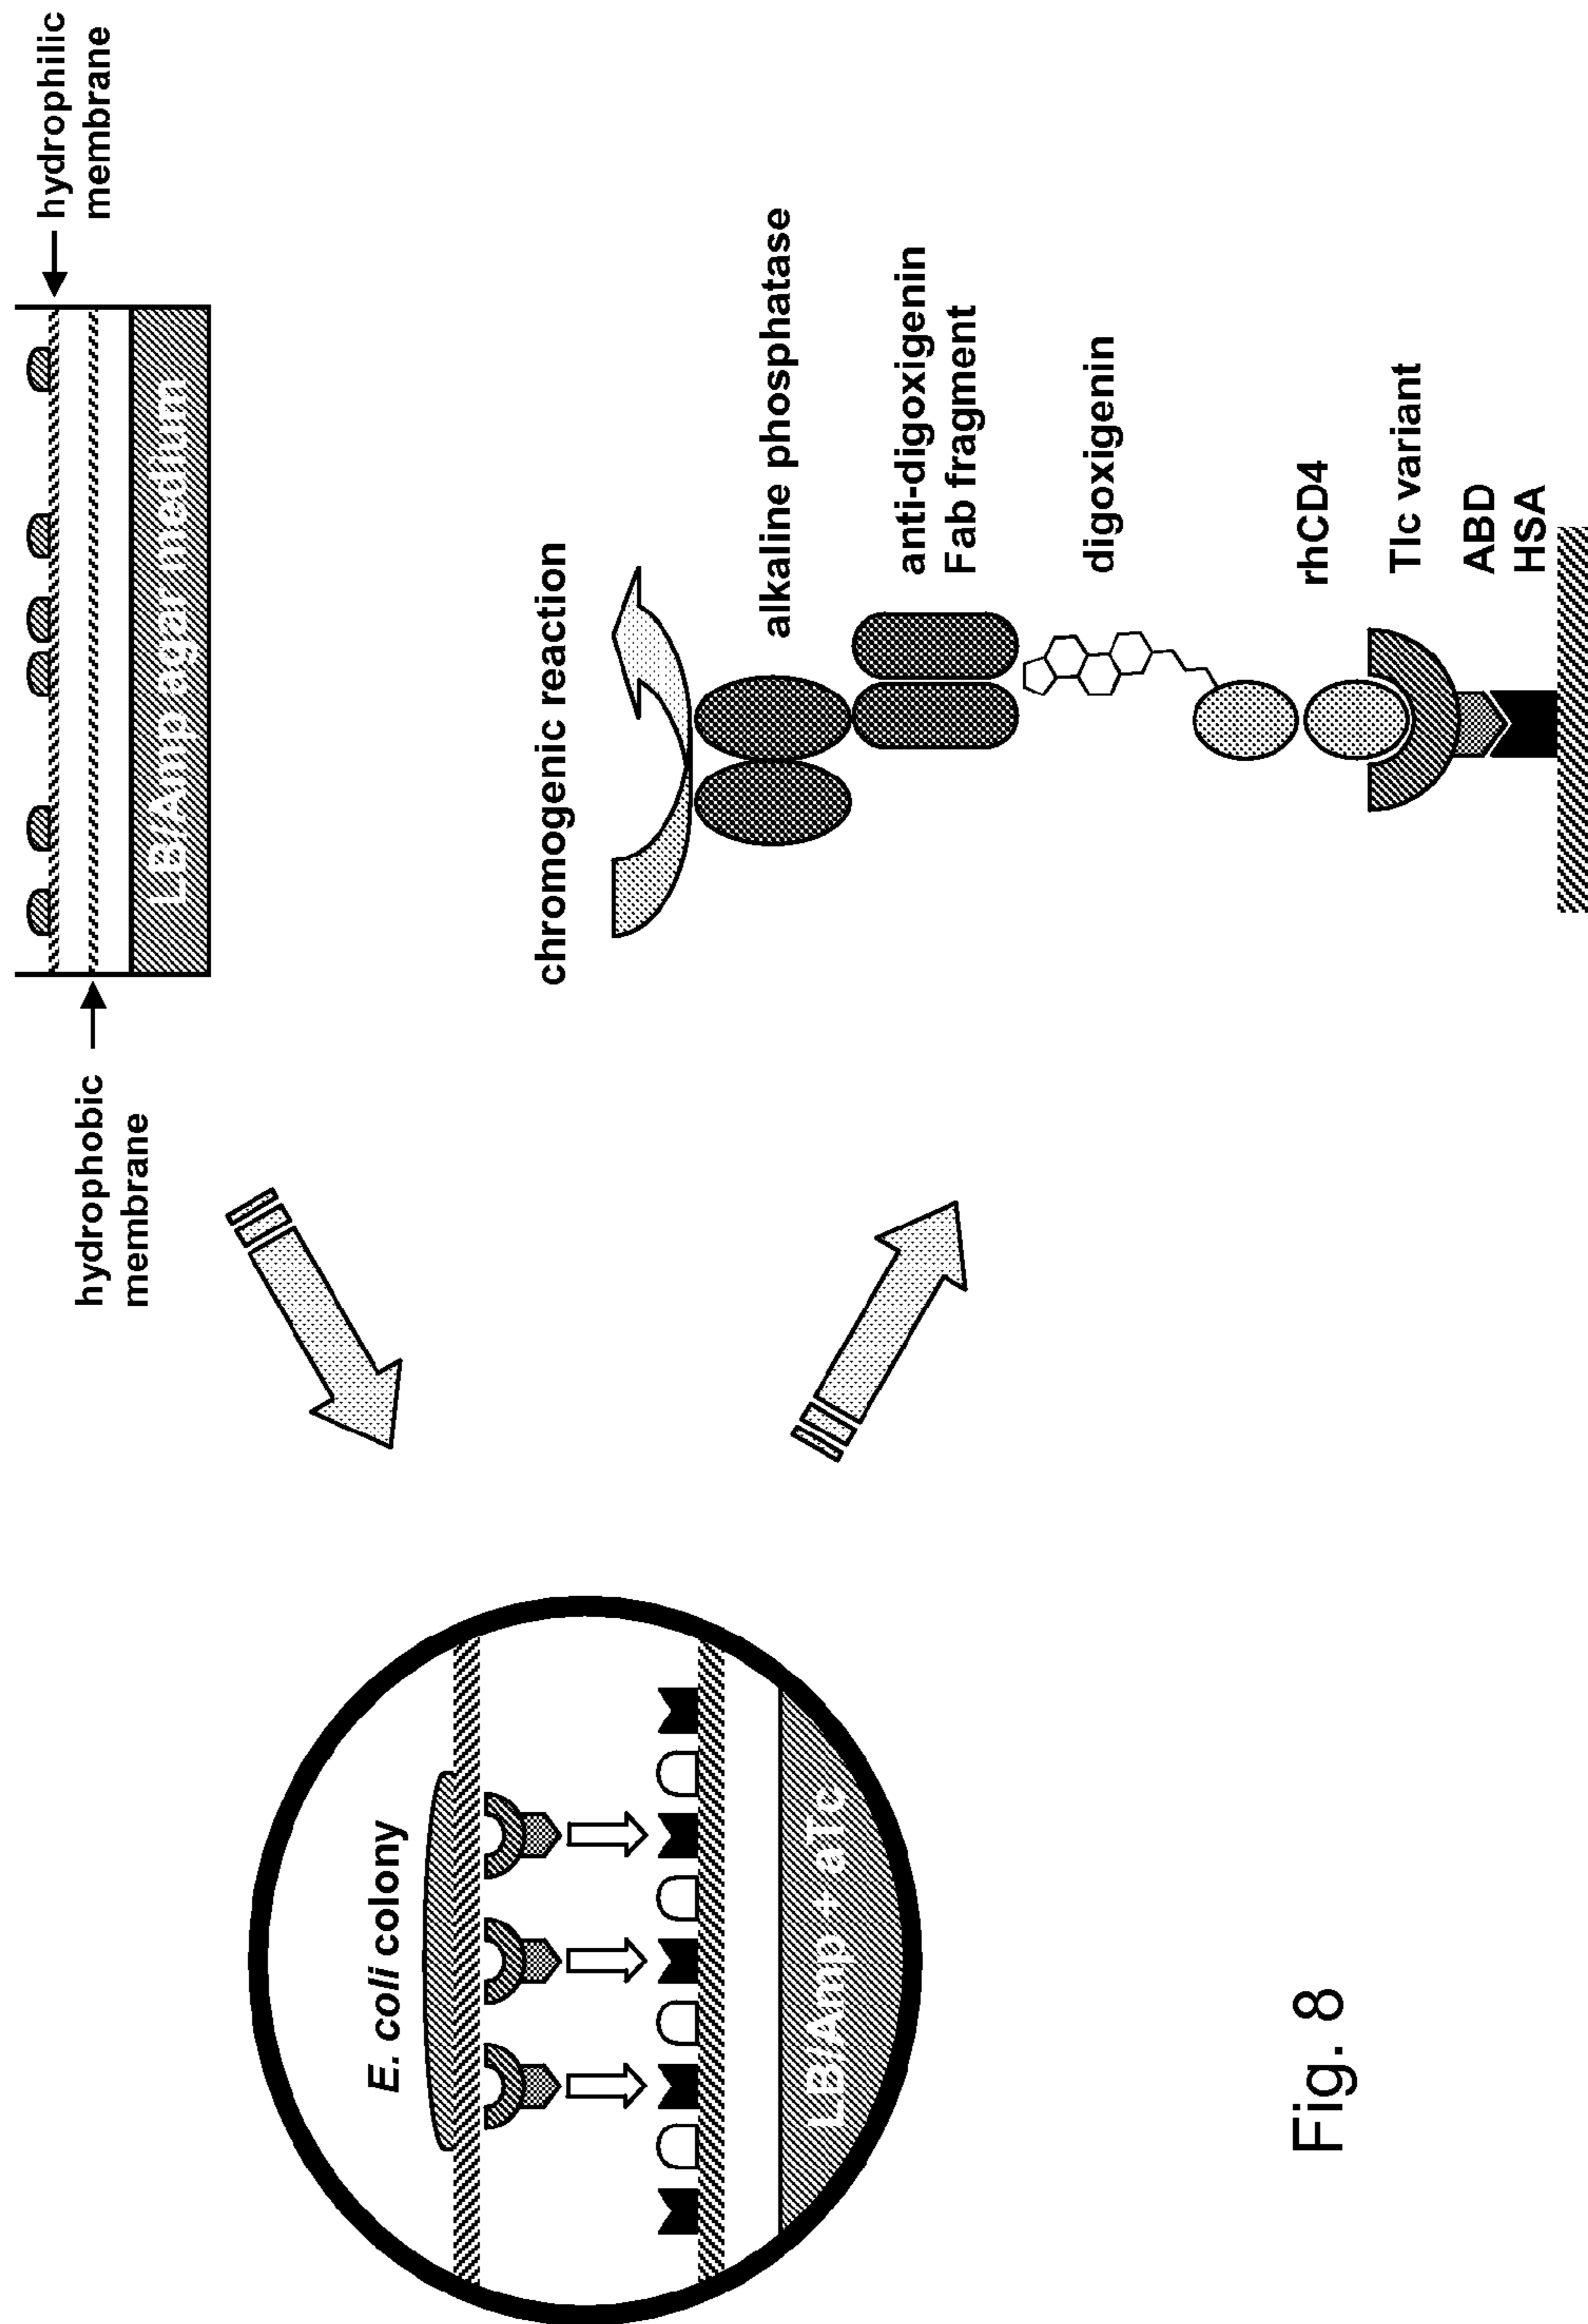 hydrophobic
membrane
hydrophilic
membrane
LB/Amp agar medium
E. coli colony
LB/Amp + aTc
chromogenic reaction
alkaline phosphatase
anti-digoxigenin
Fab fragment
digoxigenin
rhCD4
Tlc variant
ABD
HSA
Fig. 8